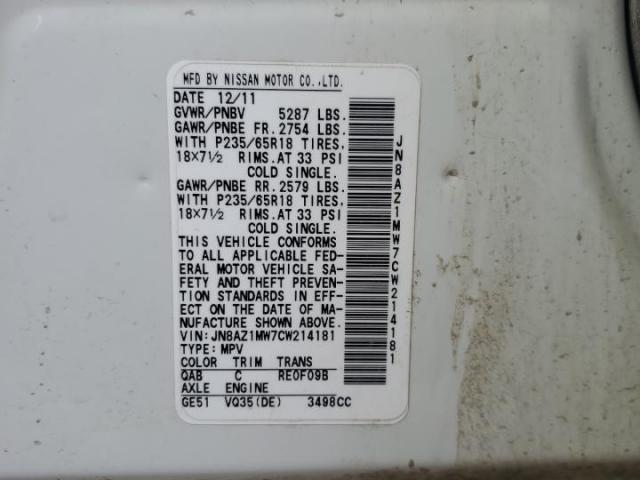 MFD BY NISSAN MOTOR CO.,LTD.
DATE 12/11
GVWR/PNBV 5287 LBS.
GAWR/PNBE FR. 2754 LBS.
WITH P235/65R18 TIRES,
18×7½ RIMS.AT 33 PSI
COLD SINGLE.
GAWR/PNBE RR. 2579 LBS.
WITH P235/65R18 TIRES,
18×7½ RIMS.AT 33 PSI
COLD SINGLE.
THIS VEHICLE CONFORMS
TO ALL APPLICABLE FED-
ERAL MOTOR VEHICLE SA-
FETY AND THEFT PREVEN-
TION STANDARDS IN EFF-
ECT ON THE DATE OF MA-
NUFACTURE SHOWN ABOVE.
VIN:JN8AZ1MW7CW214181
TYPE:MPV
COLOR TRIM TRANS
QAB C RE0F09B
AXLE ENGINE
GE51 VQ35(DE) 3498CC
JN8AZ1MW7CW214181